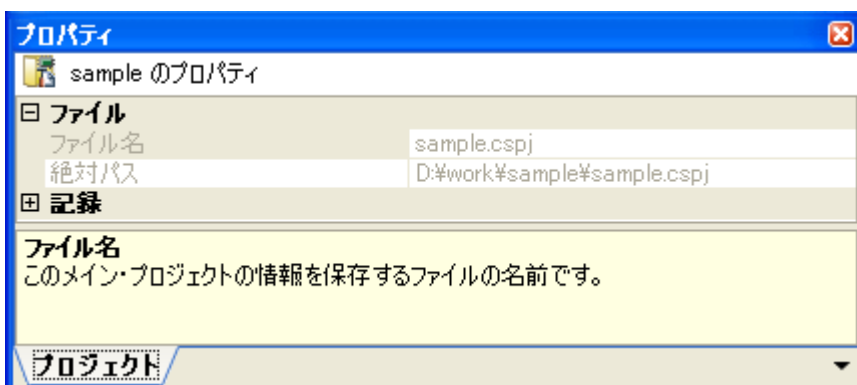 プロパティ
sample のプロパティ
ファイル
ファイル名 sample.cspj
絶対パス D:¥work¥sample¥sample.cspj
記録
ファイル名
このメイン・プロジェクトの情報を保存するファイルの名前です。
プロジェクト